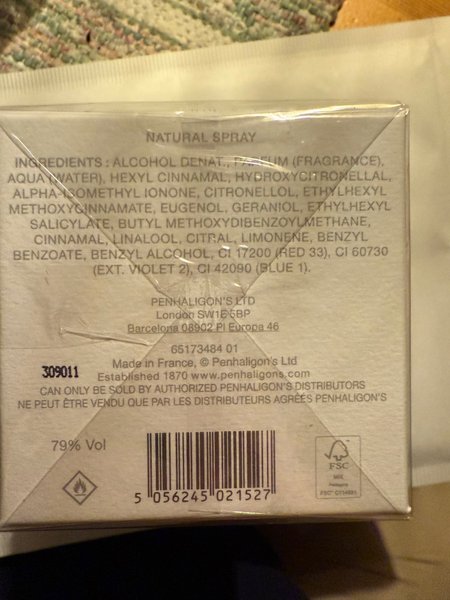 NATURAL SPRAY
INGREDIENTS : ALCOHOL DENAT., PARFUM (FRAGRANCE),
AQUA (WATER), HEXYL CINNAMAL, HYDROXYCITRONELLAL,
ALPHA-ISOMETHYL IONONE, CITRONELLOL, ETHYLHEXYL
METHOXYCINNAMATE, EUGENOL, GERANIOL, ETHYLHEXYL
SALICYLATE, BUTYL METHOXYDIBENZOYLMETHANE,
CINNAMAL, LINALOOL, CITRAL, LIMONENE, BENZYL
BENZOATE, BENZYL ALCOHOL, CI 17200 (RED 33), CI 60730
(EXT. VIOLET 2), CI 42090 (BLUE 1).
PENHALIGON'S LTD
London SW1E 5BP
Barcelona 08902 Pl Europa 46
65173484 01
309011
Made in France, © Penhaligon's Ltd
Established 1870 www.penhaligons.com
CAN ONLY BE SOLD BY AUTHORIZED PENHALIGON'S DISTRIBUTORS
NE PEUT ÊTRE VENDU QUE PAR LES DISTRIBUTEURS AGRÉÉS PENHALIGON'S
79% Vol
5 056245 021527
FSC
MIX
Packaging